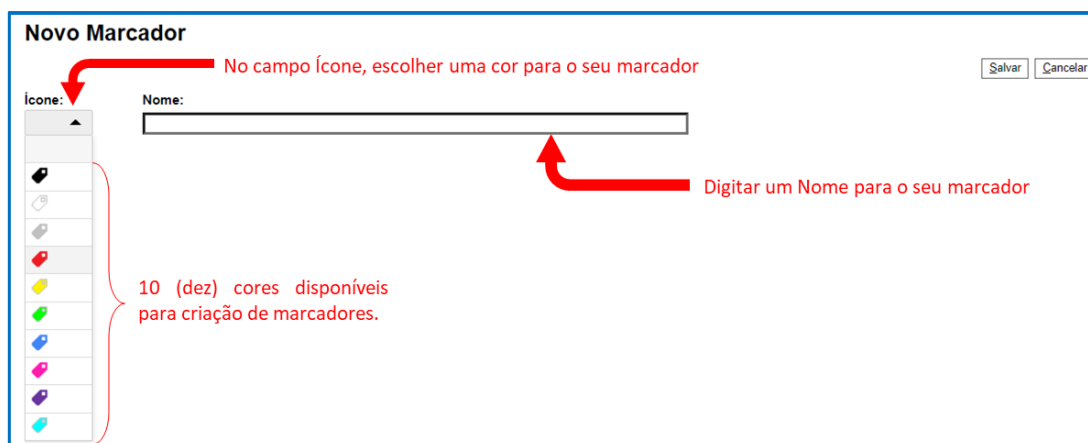 Novo Marcador
No campo Ícone, escolher uma cor para o seu marcador
Salvar Cancelar
Ícone: Nome:
Digitar um Nome para o seu marcador
10 (dez) cores disponíveis
para criação de marcadores.